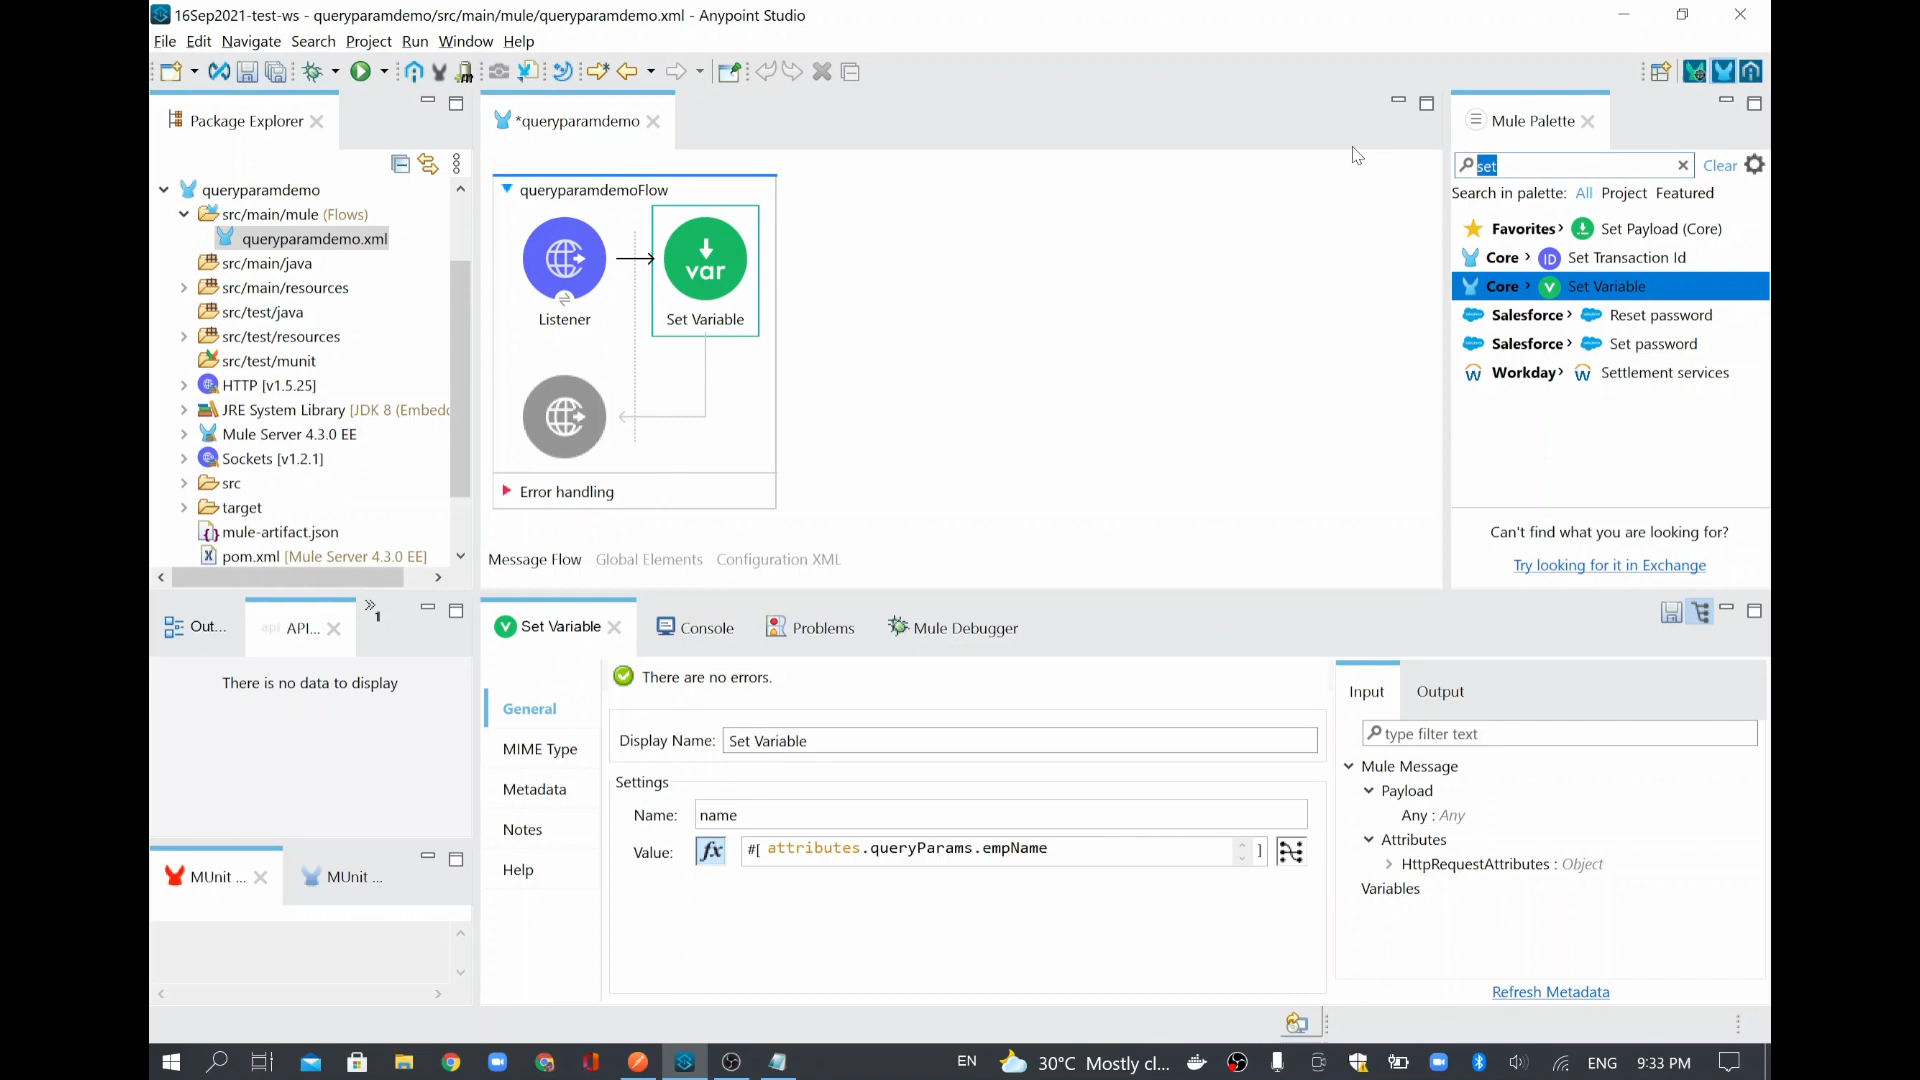 16Sep2021-test-ws - queryparamdemo/src/main/mule/queryparamdemo.xml - Anypoint Studio
File Edit Navigate Search Project Run Window Help
Package Explorer
queryparamdemo
src/main/mule (Flows)
queryparamdemo.xml
src/main/java
src/main/resources
src/test/java
src/test/resources
src/test/munit
HTTP [v1.5.25]
JRE System Library [JDK 8 (Embed
Mule Server 4.3.0 EE
Sockets [v1.2.1]
src
target
mule-artifact.json
pom.xml [Mule Server 4.3.0 EE]
*queryparamdemo
queryparamdemoFlow
var
Listener
Set Variable
Error handling
Message Flow Global Elements Configuration XML
Mule Palette
set
Clear
Search in palette: All Project Featured
Favorites> Set Payload (Core)
Core > ID Set Transaction Id
Core > V Set Variable
Salesforce> Reset password
Salesforce> Set password
Workday> Settlement services
Can't find what you are looking for?
Try looking for it in Exchange
Out...
api API...
»1
There is no data to display
MUnit ...
MUnit ...
V Set Variable
Console
Problems
Mule Debugger
There are no errors.
General
MIME Type
Metadata
Notes
Help
Display Name: Set Variable
Settings
Name: name
Value: fx #[ attributes.queryParams.empName ]
Input Output
type filter text
Mule Message
Payload
Any : Any
Attributes
HttpRequestAttributes : Object
Variables
Refresh Metadata
EN
30°C Mostly cl...
ENG
9:33 PM